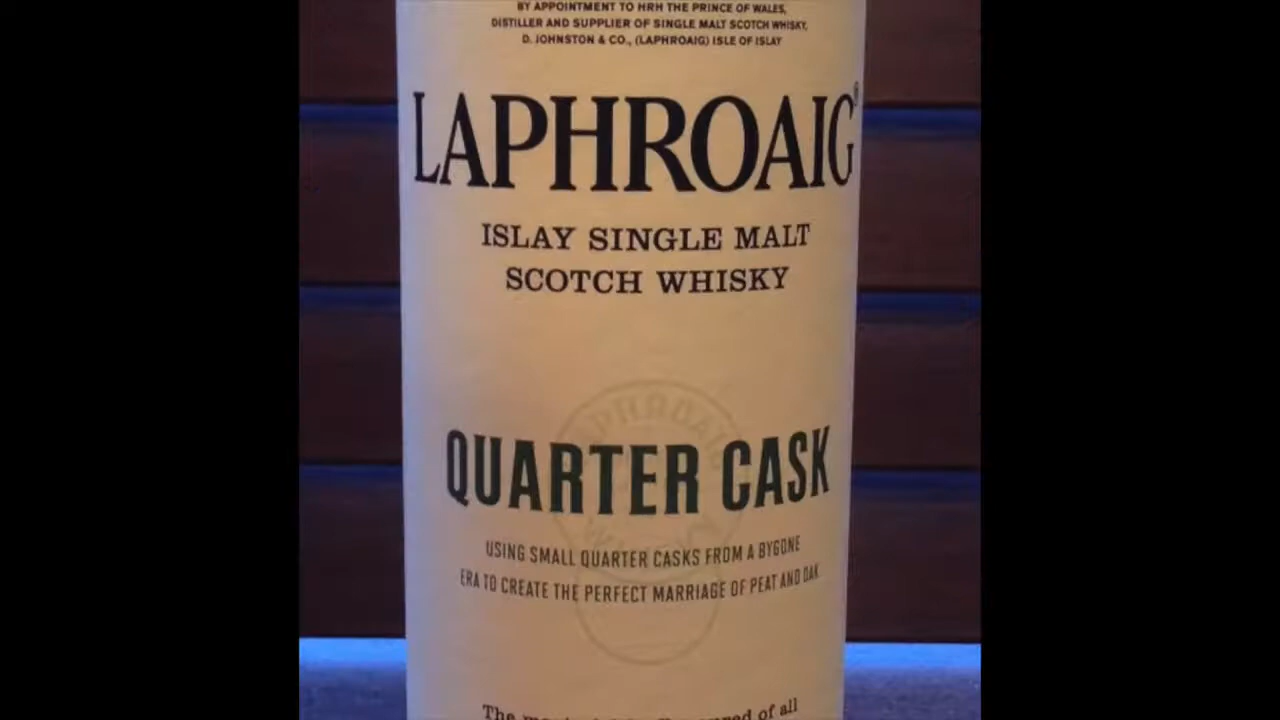 BY APPOINTMENT TO HRH THE PRINCE OF WALES,
DISTILLER AND SUPPLIER OF SINGLE MALT SCOTCH WHISKY,
D. JOHNSTON & CO., (LAPHROAIG) ISLE OF ISLAY
LAPHROAIG®
ISLAY SINGLE MALT
SCOTCH WHISKY
LAPHROAIG
QUARTER CASK
WHISKY
USING SMALL QUARTER CASKS FROM A BYGONE
ERA TO CREATE THE PERFECT MARRIAGE OF PEAT AND OAK
The of all